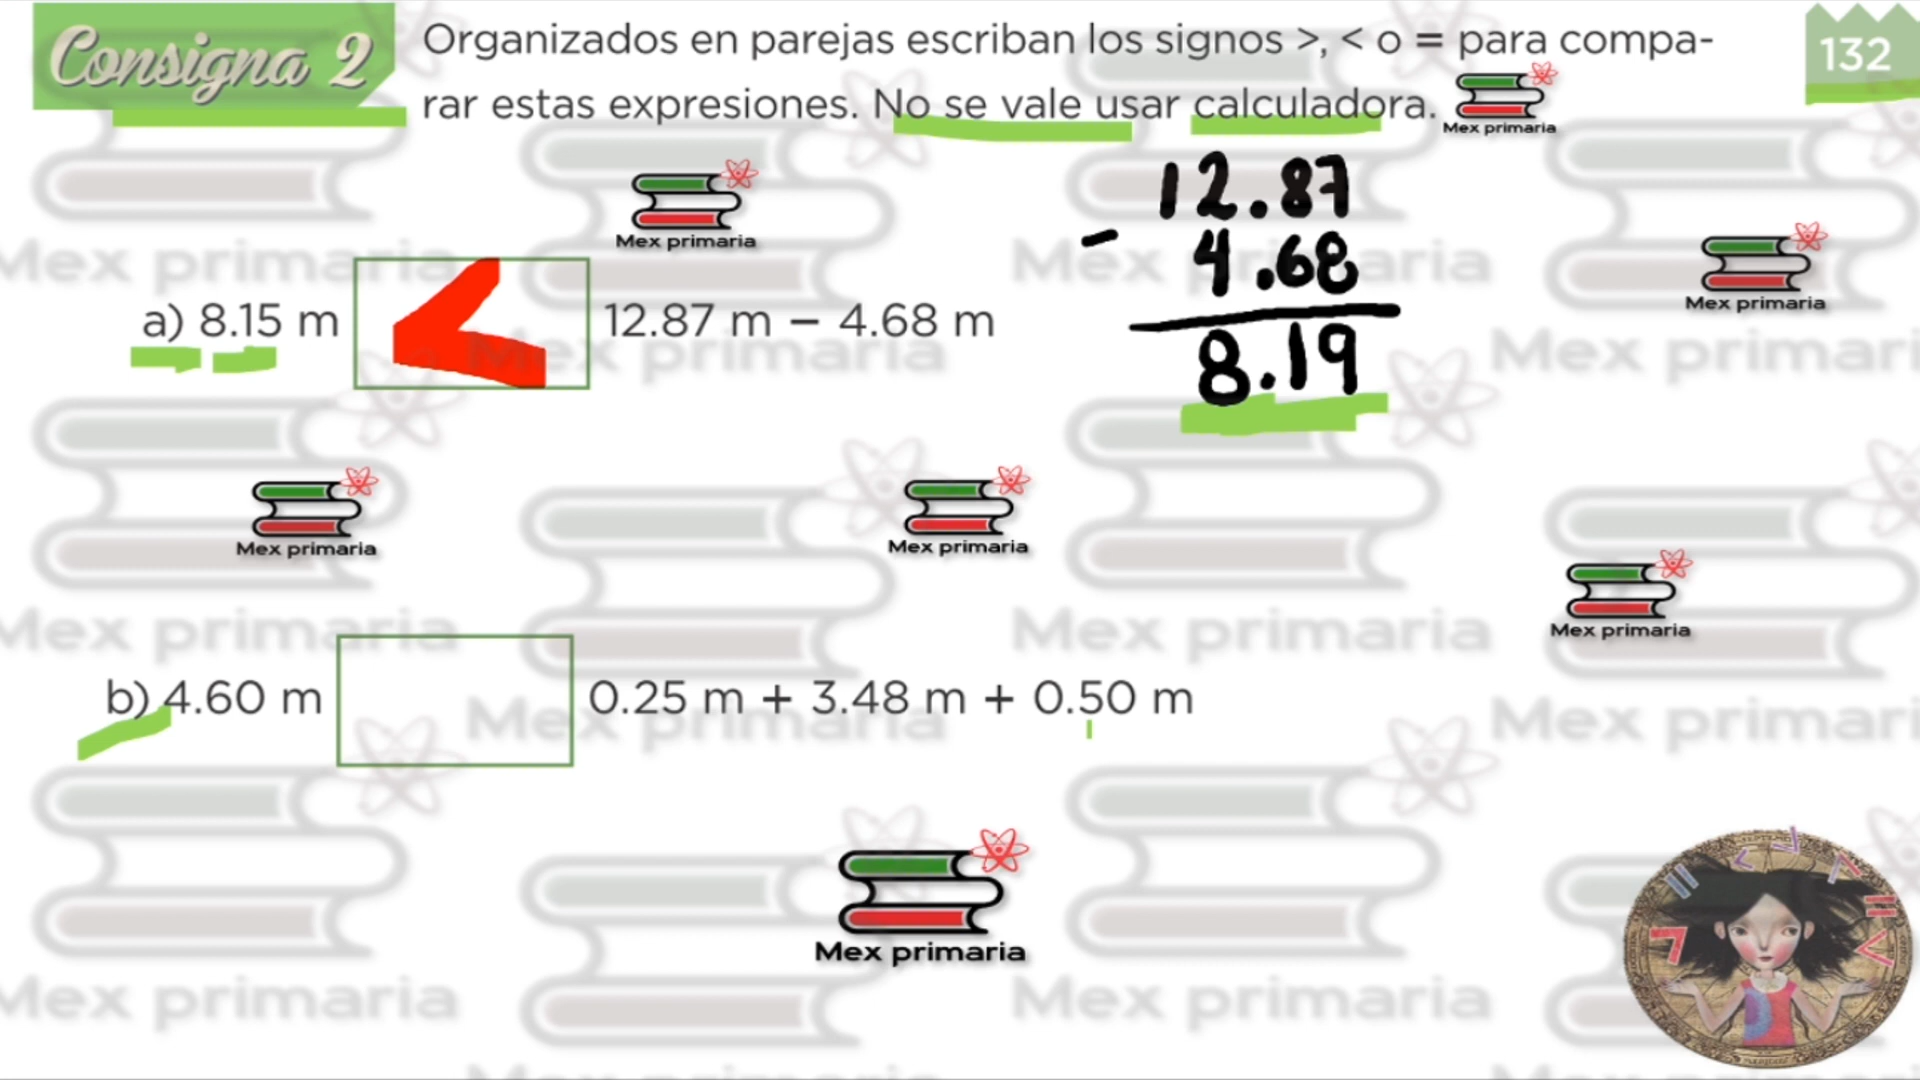 Consigna 2
Organizados en parejas escriban los signos >, < o = para compa-
rar estas expresiones. No se vale usar calculadora.
132
Mex primaria
12.87
- 4.68
8.19
Mex primaria
Mex primaria
a) 8.15 m < 12.87 m – 4.68 m
Mex primaria
Mex primaria
Mex primaria
b) 4.60 m 0.25 m + 3.48 m + 0.50 m
Mex primaria